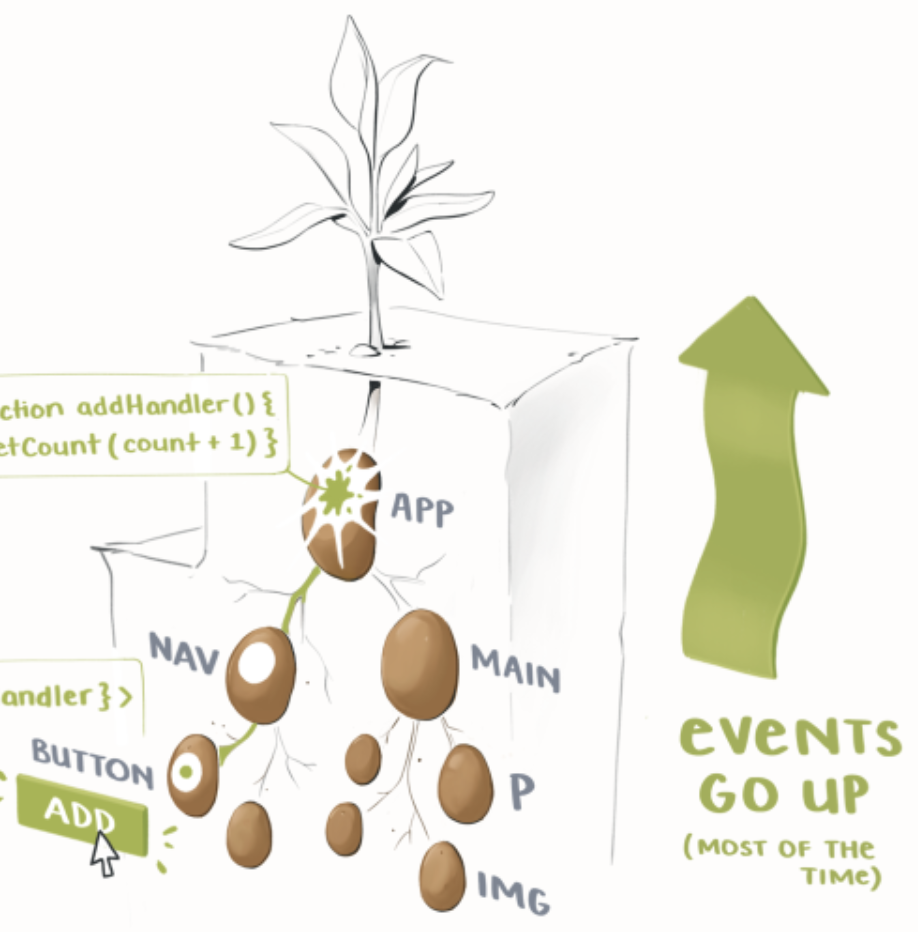 ction addHandler() {
etCount (count + 1) }
APP
NAV
MAIN
andler } >
BUTTON
ADD
P
IMG
EVENTS
GO UP
(MOST OF THE
TIME)